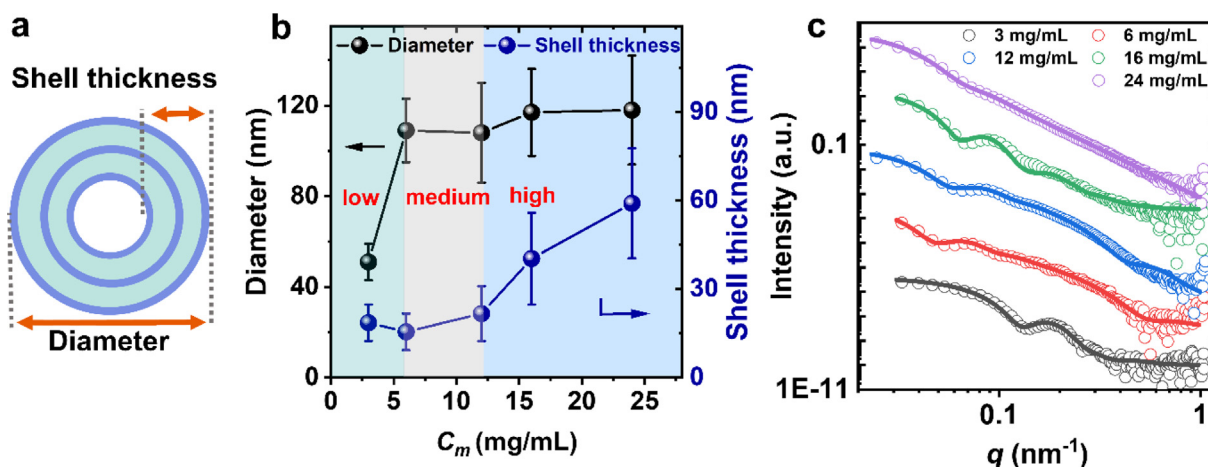 a
Shell thickness
Diameter
b
Diameter
Shell thickness
120
80
40
0
Diameter (nm)
low
medium
high
90
60
30
0
Shell thickness (nm)
0
5
10
15
20
25
Cm (mg/mL)
c
3 mg/mL
6 mg/mL
12 mg/mL
16 mg/mL
24 mg/mL
Intensity (a.u.)
0.1
1E-11
0.1
1
q (nm-1)